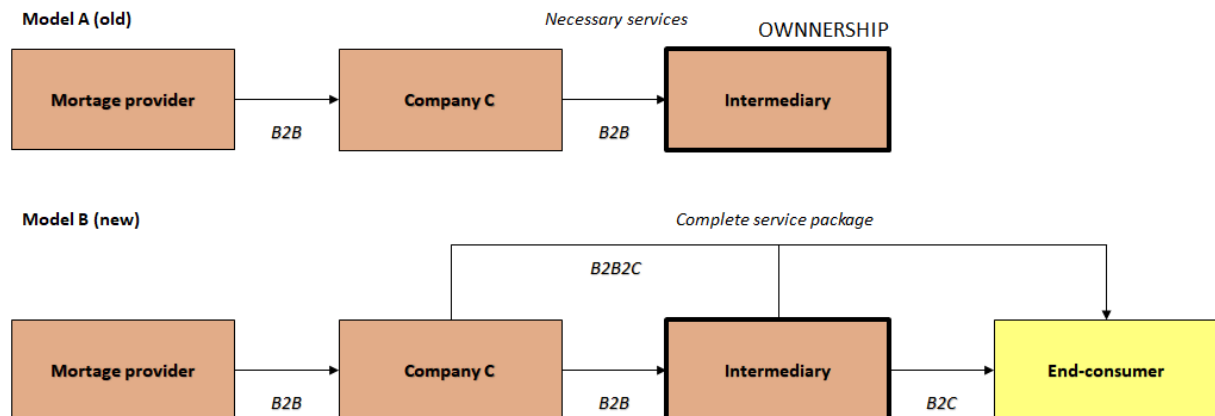 Model A (old)
Necessary services
OWNNERSHIP
Mortage provider
Company C
Intermediary
B2B
B2B
Model B (new)
Complete service package
B2B2C
Mortage provider
Company C
Intermediary
End-consumer
B2B
B2B
B2C